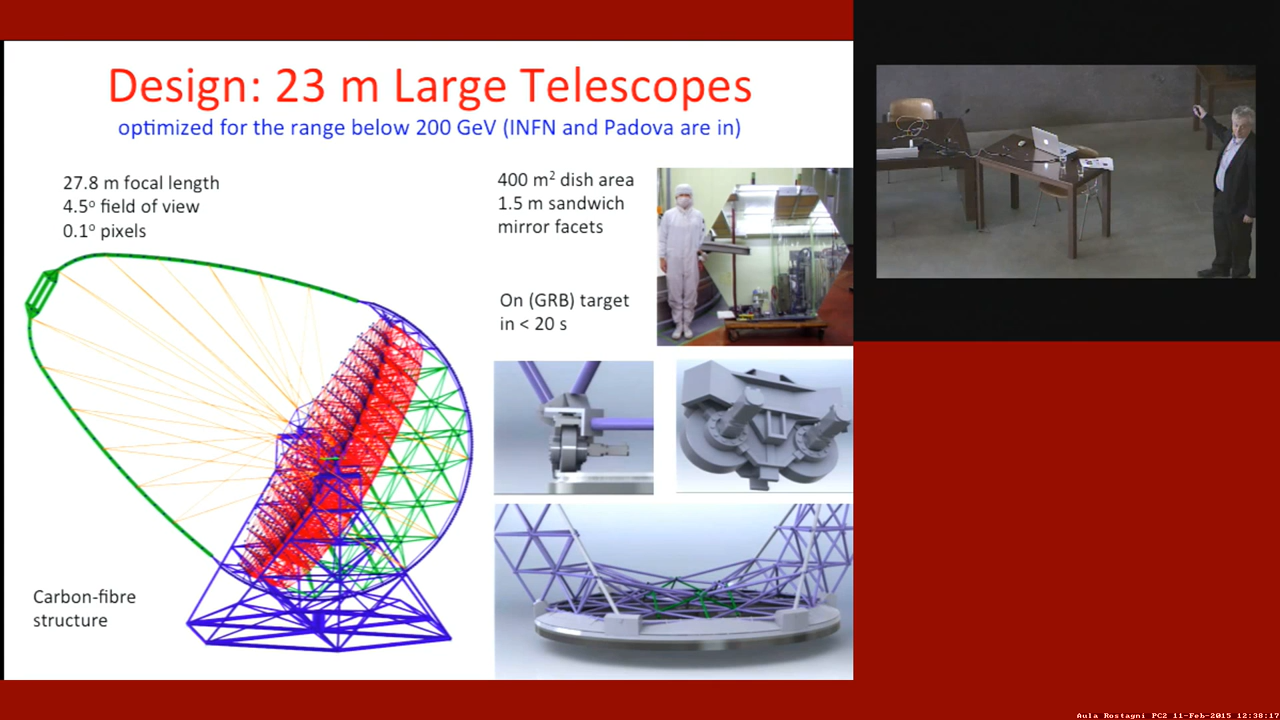 Design: 23 m Large Telescopes
optimized for the range below 200 GeV (INFN and Padova are in)
27.8 m focal length
4.5° field of view
0.1° pixels
400 m² dish area
1.5 m sandwich
mirror facets
On (GRB) target
in < 20 s
Carbon-fibre
structure
Aula Rostagni PC2 11-Feb-2015 12:38:17